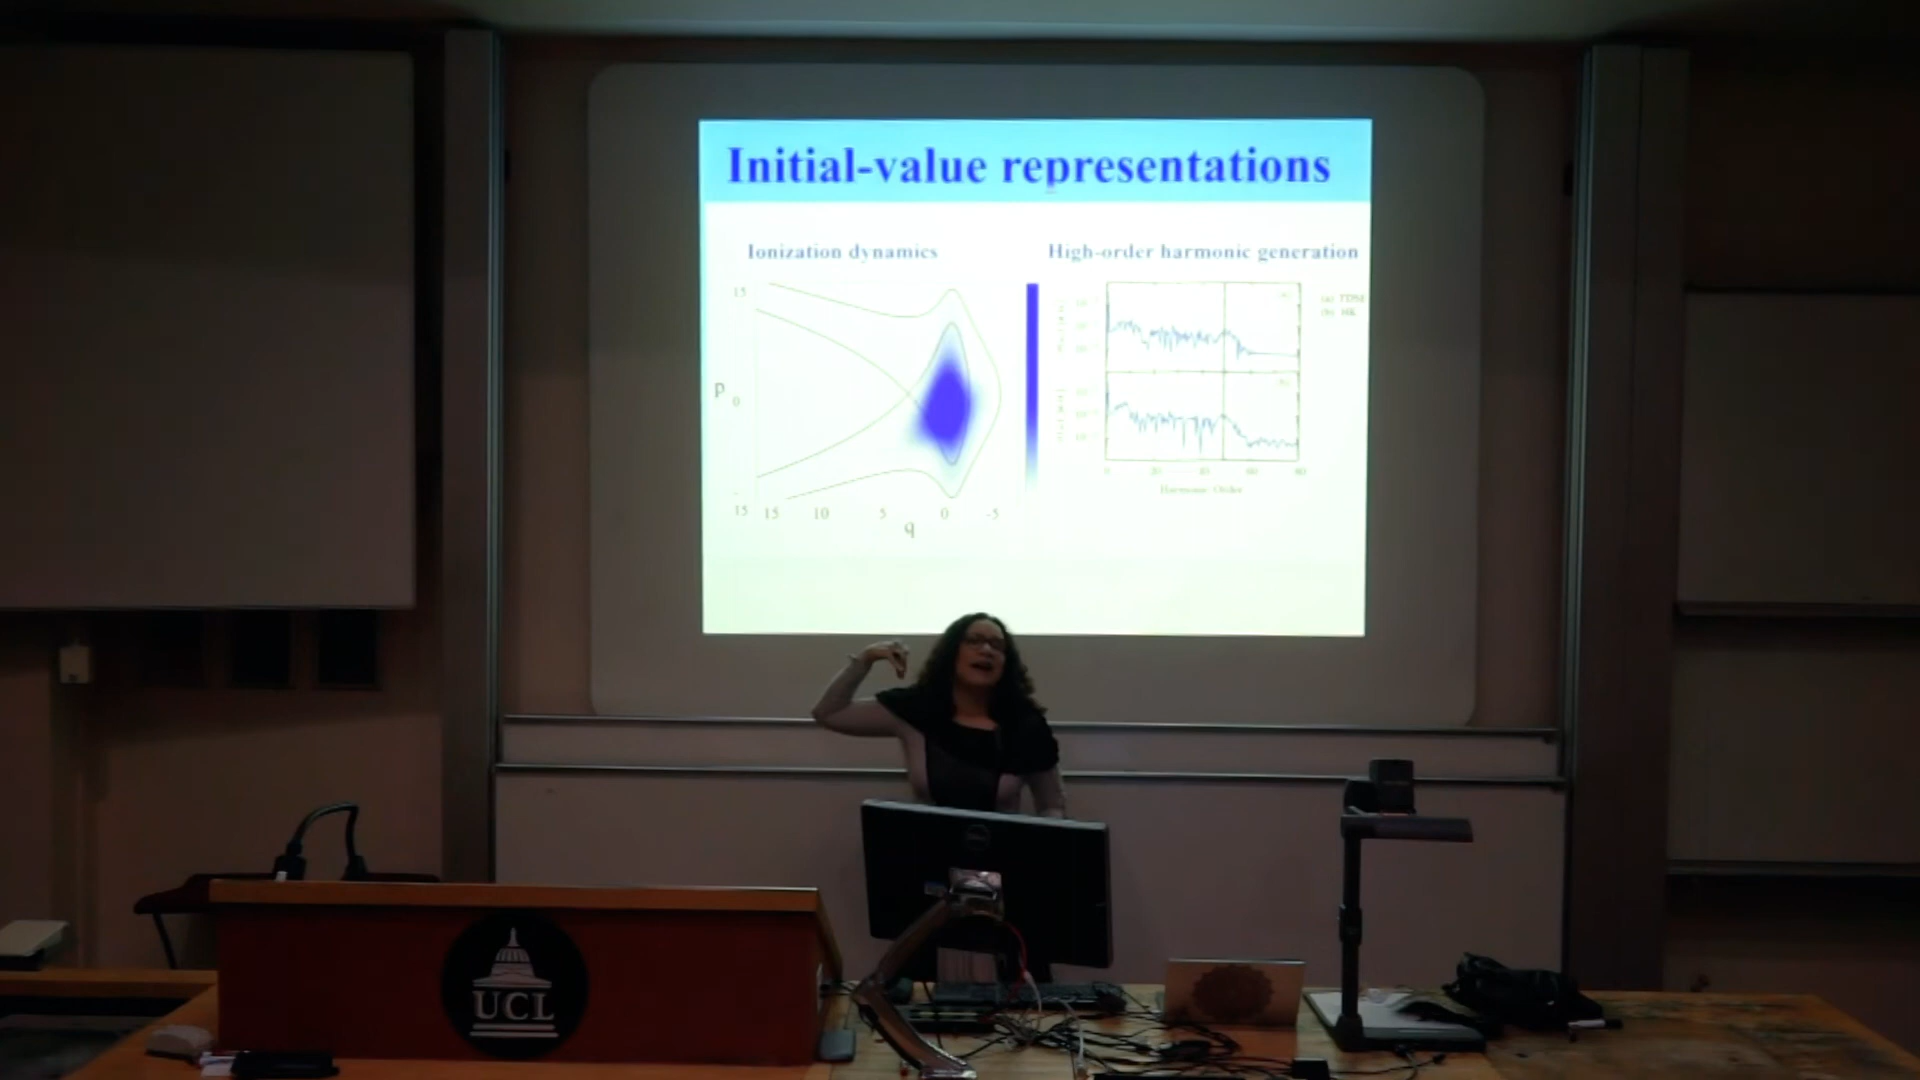 Initial-value representations
Ionization dynamics
High-order harmonic generation
15
p
0
15
15
10
5
0
-5
q
Harmonic Order
UCL